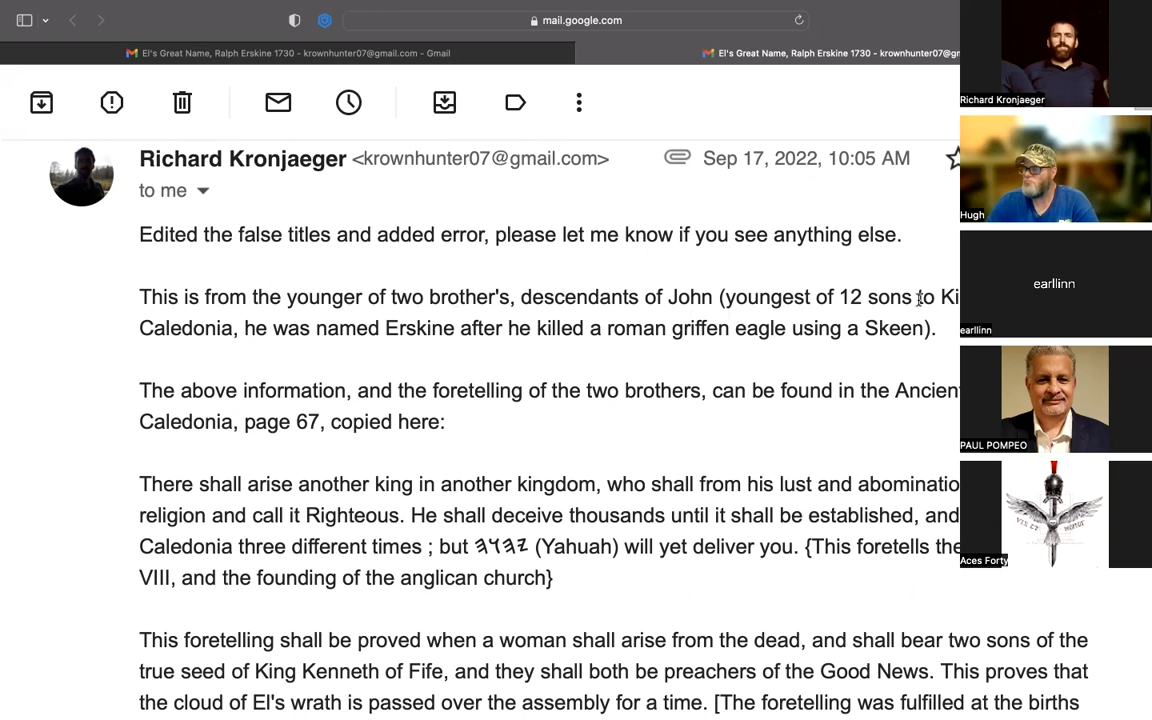 mail.google.com
El's Great Name, Ralph Erskine 1730 - krownhunter07@gmail.com - Gmail
El's Great Name, Ralph Erskine 1730 - krownhunter07@gm
Richard Kronjaeger <krownhunter07@gmail.com>
Sep 17, 2022, 10:05 AM
to me
Edited the false titles and added error, please let me know if you see anything else.
This is from the younger of two brother's, descendants of John (youngest of 12 sons to Ki
Caledonia, he was named Erskine after he killed a roman griffen eagle using a Skeen).
The above information, and the foretelling of the two brothers, can be found in the Ancien
Caledonia, page 67, copied here:
There shall arise another king in another kingdom, who shall from his lust and abominatio
religion and call it Righteous. He shall deceive thousands until it shall be established, and
Caledonia three different times ; but 𐤄𐤅𐤄𐤉 (Yahuah) will yet deliver you. {This foretells the
VIII, and the founding of the anglican church}
This foretelling shall be proved when a woman shall arise from the dead, and shall bear two sons of the
true seed of King Kenneth of Fife, and they shall both be preachers of the Good News. This proves that
the cloud of El's wrath is passed over the assembly for a time. [The foretelling was fulfilled at the births
Richard Kronjaeger
Hugh
earllinn
earllinn
PAUL POMPEO
Aces Forty